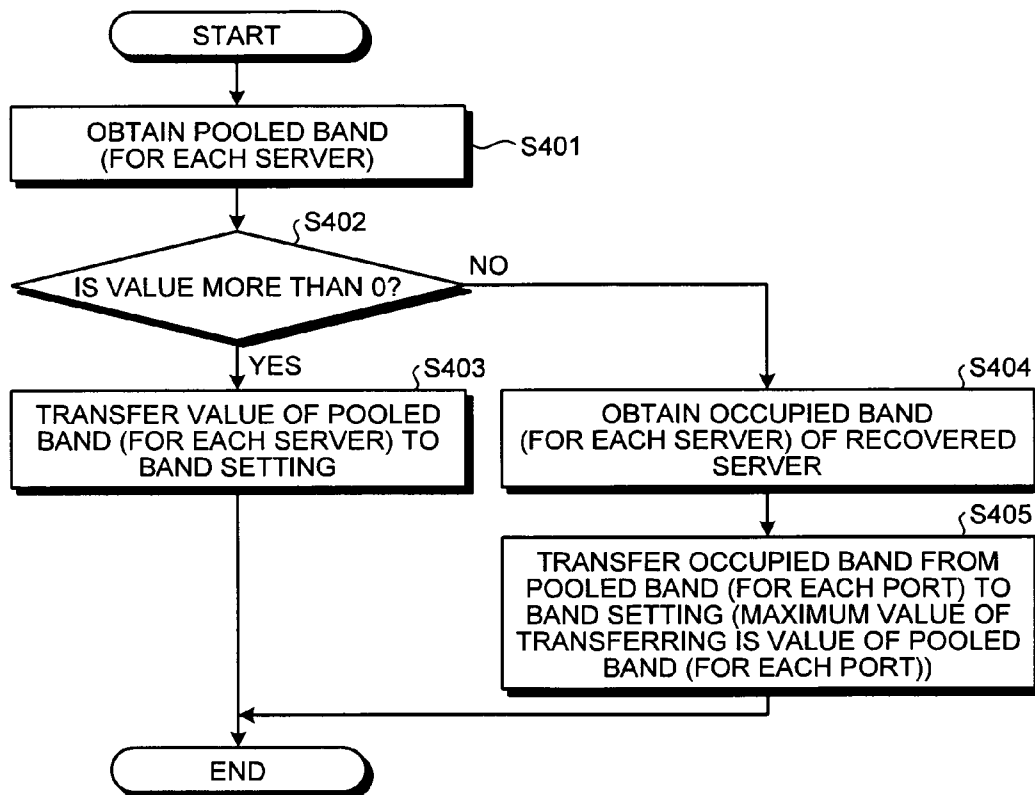 START
OBTAIN POOLED BAND
(FOR EACH SERVER)
S401
S402
IS VALUE MORE THAN 0?
NO
YES
S403
TRANSFER VALUE OF POOLED
BAND (FOR EACH SERVER) TO
BAND SETTING
S404
OBTAIN OCCUPIED BAND
(FOR EACH SERVER) OF RECOVERED
SERVER
S405
TRANSFER OCCUPIED BAND FROM
POOLED BAND (FOR EACH PORT) TO
BAND SETTING (MAXIMUM VALUE OF
TRANSFERRING IS VALUE OF POOLED
BAND (FOR EACH PORT))
END